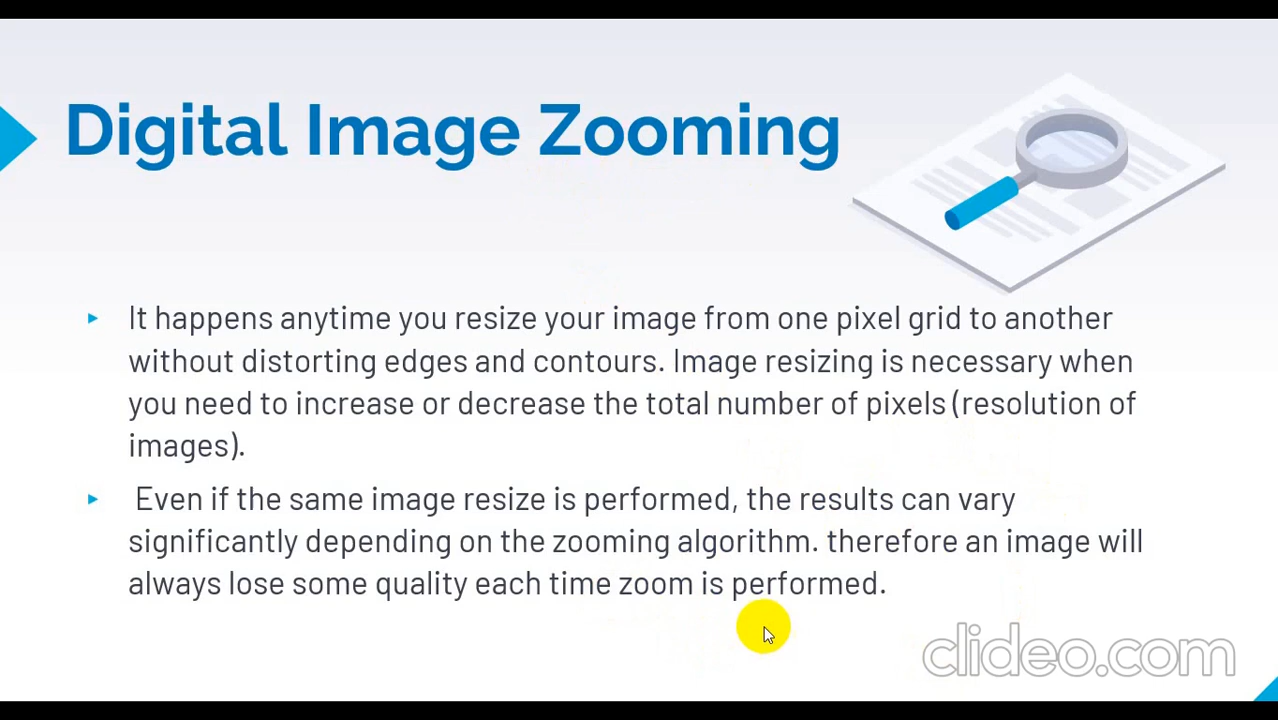 Digital Image Zooming
It happens anytime you resize your image from one pixel grid to another
without distorting edges and contours. Image resizing is necessary when
you need to increase or decrease the total number of pixels (resolution of
images).
Even if the same image resize is performed, the results can vary
significantly depending on the zooming algorithm. therefore an image will
always lose some quality each time zoom is performed.
clideo.com